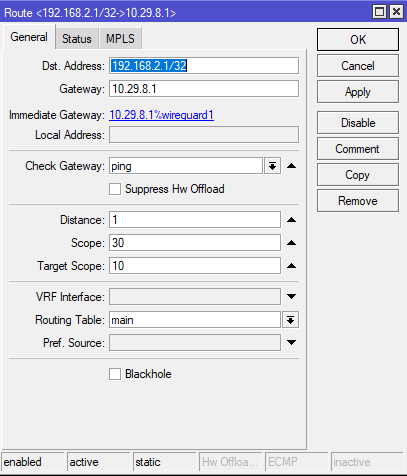 Route <192.168.2.1/32->10.29.8.1>
General Status MPLS
OK
Dst. Address: 192.168.2.1/32
Cancel
Gateway: 10.29.8.1
Apply
Immediate Gateway: 10.29.8.1%wireguard1
Disable
Local Address:
Comment
Check Gateway: ping
Copy
Suppress Hw Offload
Remove
Distance: 1
Scope: 30
Target Scope: 10
VRF Interface:
Routing Table: main
Pref. Source:
Blackhole
enabled active static Hw Offloa... ECMP inactive